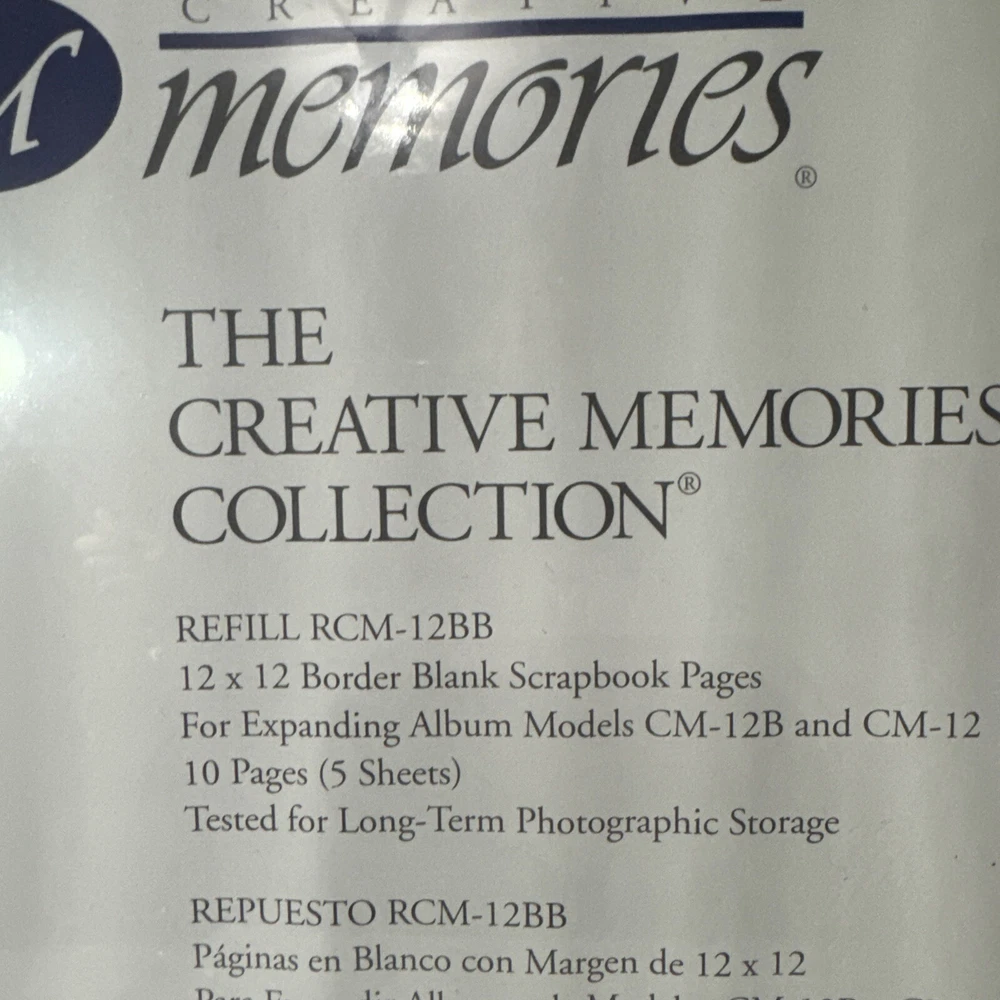 CREATIVE
memories®
THE
CREATIVE MEMORIES
COLLECTION®
REFILL RCM-12BB
12 x 12 Border Blank Scrapbook Pages
For Expanding Album Models CM-12B and CM-12
10 Pages (5 Sheets)
Tested for Long-Term Photographic Storage
REPUESTO RCM-12BB
Páginas en Blanco con Margen de 12 x 12